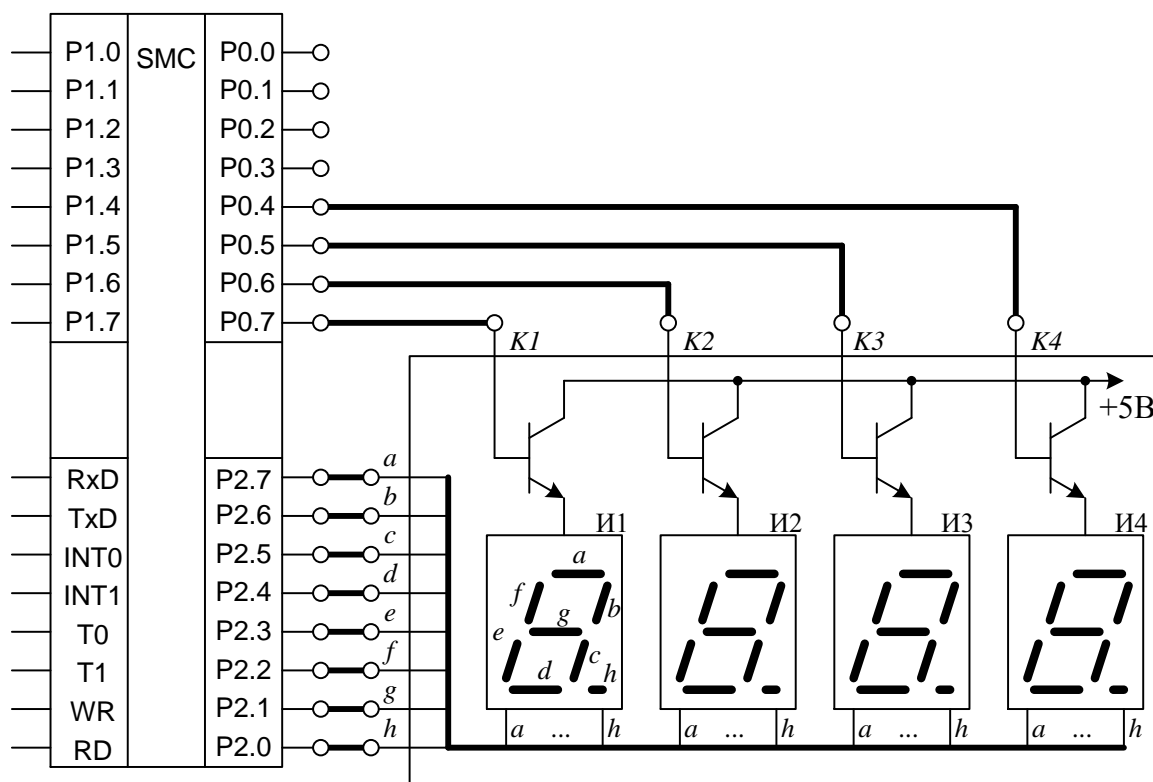 P1.0 SMC P0.0
P1.1 P0.1
P1.2 P0.2
P1.3 P0.3
P1.4 P0.4
P1.5 P0.5
P1.6 P0.6
P1.7 P0.7
K1 K2 K3 K4
+5В
RxD P2.7 a
TxD P2.6 b
INT0 P2.5 c
INT1 P2.4 d
T0 P2.3 e
T1 P2.2 f
WR P2.1 g
RD P2.0 h
И1 И2 И3 И4
a
f b
g
e c
d h
a ... h a ... h a ... h a ... h